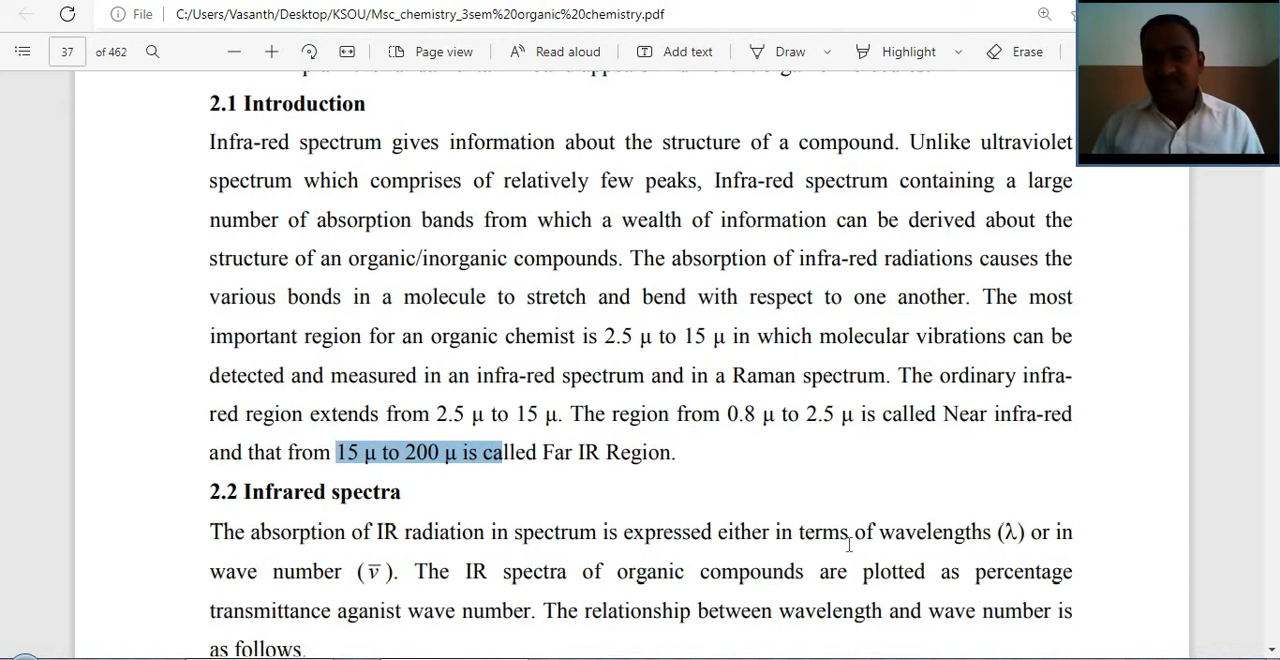 File C:/Users/Vasanth/Desktop/KSOU/Msc_chemistry_3sem%20organic%20chemistry.pdf
37 of 462 Page view Read aloud Add text Draw Highlight Erase
2.1 Introduction
Infra-red spectrum gives information about the structure of a compound. Unlike ultraviolet
spectrum which comprises of relatively few peaks, Infra-red spectrum containing a large
number of absorption bands from which a wealth of information can be derived about the
structure of an organic/inorganic compounds. The absorption of infra-red radiations causes the
various bonds in a molecule to stretch and bend with respect to one another. The most
important region for an organic chemist is 2.5 μ to 15 μ in which molecular vibrations can be
detected and measured in an infra-red spectrum and in a Raman spectrum. The ordinary infra-
red region extends from 2.5 μ to 15 μ. The region from 0.8 μ to 2.5 μ is called Near infra-red
and that from 15 μ to 200 μ is called Far IR Region.
2.2 Infrared spectra
The absorption of IR radiation in spectrum is expressed either in terms of wavelengths (λ) or in
wave number (ν̅). The IR spectra of organic compounds are plotted as percentage
transmittance aganist wave number. The relationship between wavelength and wave number is
as follows.